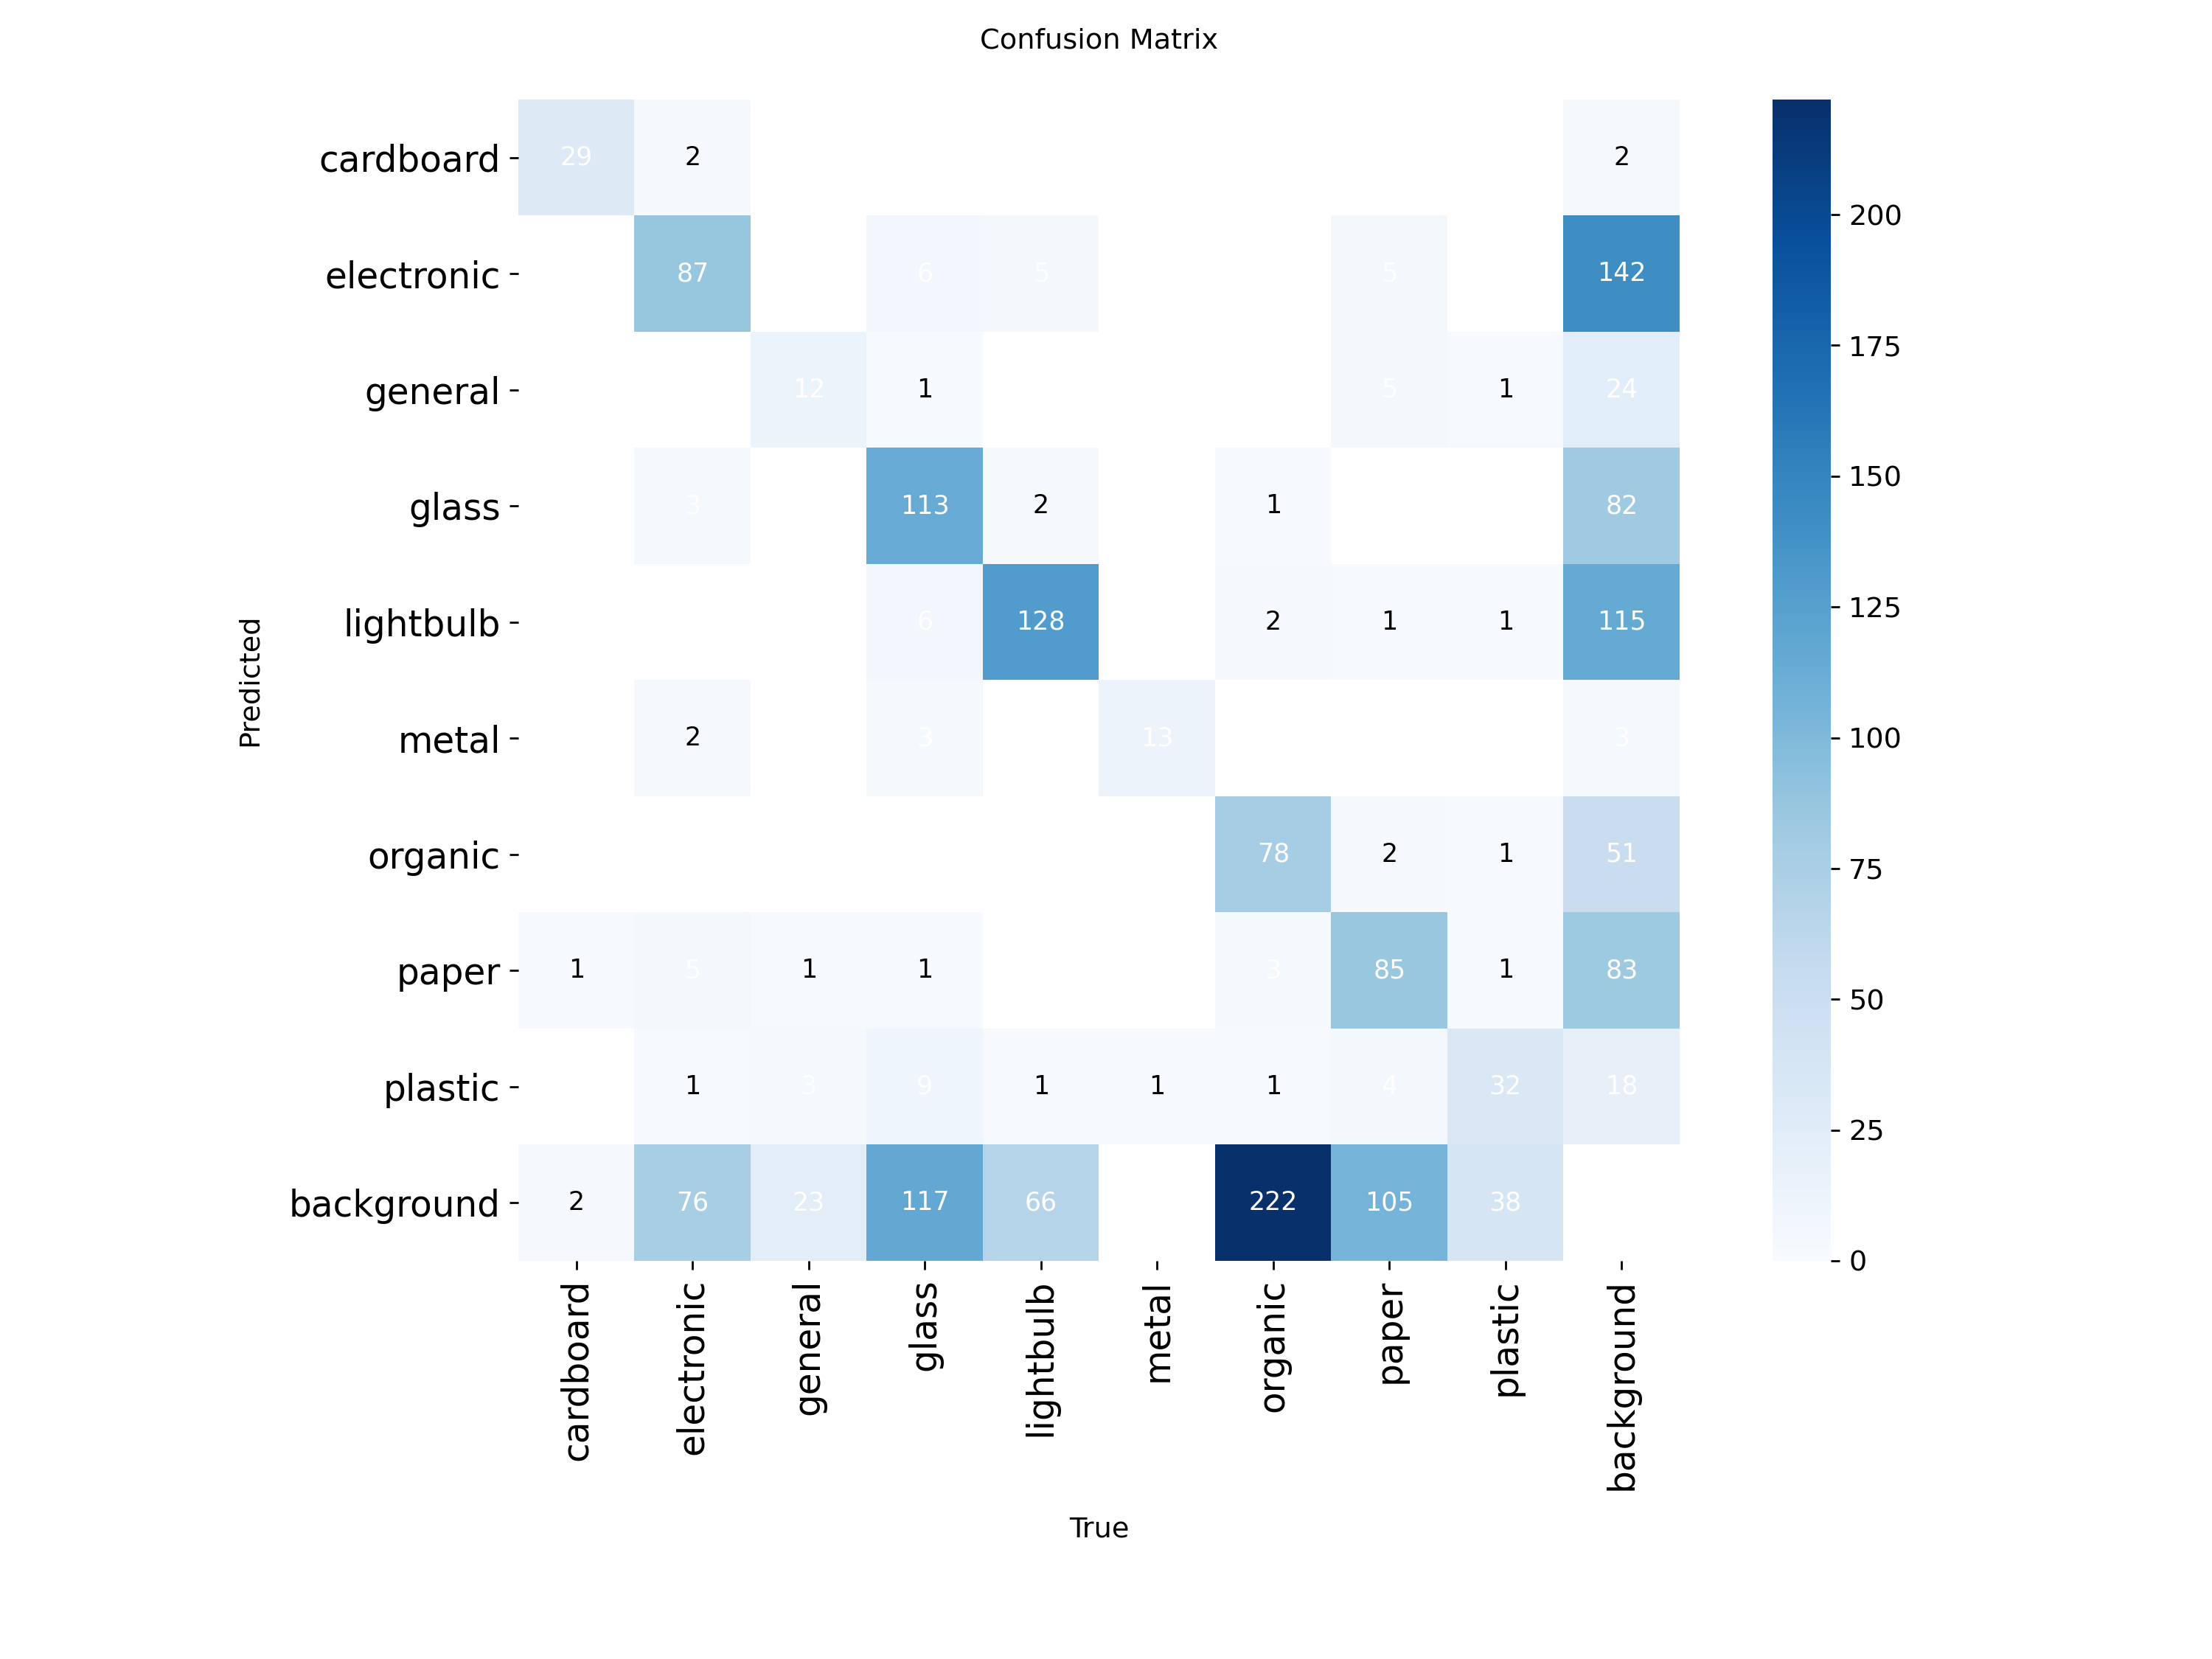 Confusion Matrix
cardboard 29 2 2
electronic 87 6 5 5 142
general 12 1 5 1 24
glass 3 113 2 1 82
lightbulb 6 128 2 1 1 115
metal 2 3 13 3
organic 78 2 1 51
paper 1 5 1 1 3 85 1 83
plastic 1 3 9 1 1 1 4 32 18
background 2 76 23 117 66 222 105 38
Predicted
cardboard electronic general glass lightbulb metal organic paper plastic background
True
200
175
150
125
100
75
50
25
0